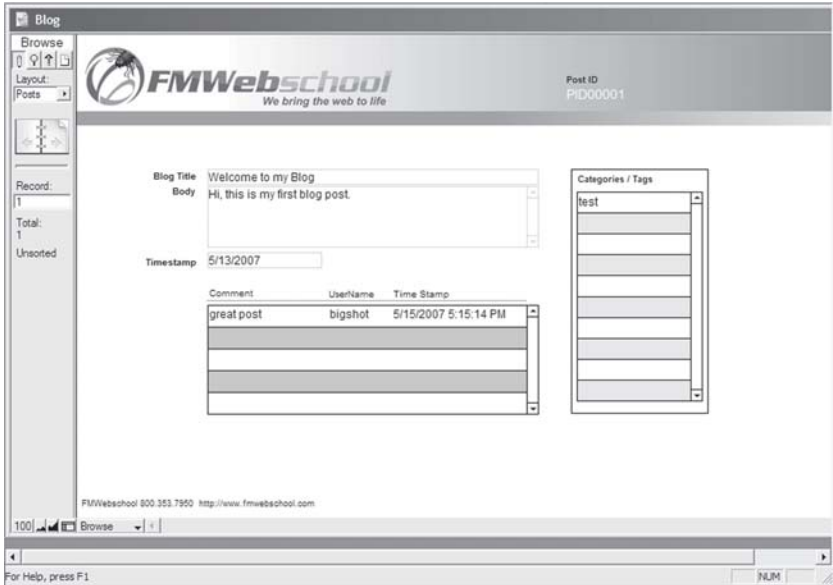 Blog
Browse
Layout:
Posts
Record:
1
Total:
1
Unsorted
FMWebschool
We bring the web to life
Post ID
PID00001
Blog Title Welcome to my Blog
Body Hi, this is my first blog post.
Timestamp 5/13/2007
Comment UserName Time Stamp
great post bigshot 5/15/2007 5:15:14 PM
Categories / Tags
test
FMWebschool 800.353.7950 http://www.fmwebschool.com
100 Browse
For Help, press F1 NUM